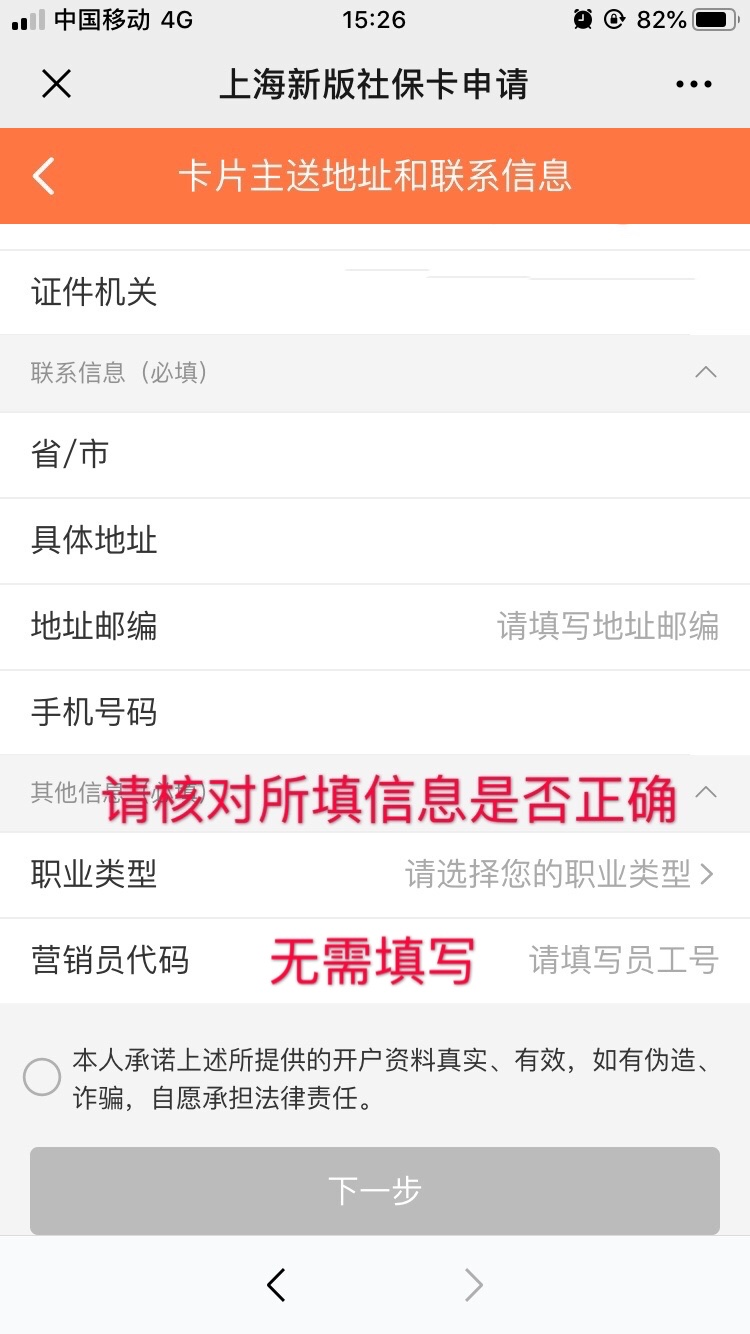 中国移动 4G 15:26 82%
上海新版社保卡申请
卡片主送地址和联系信息
证件机关
联系信息（必填）
省/市
具体地址
地址邮编 请填写地址邮编
手机号码
其他信息（必填）
请核对所填信息是否正确
职业类型 请选择您的职业类型
营销员代码 无需填写 请填写员工号
本人承诺上述所提供的开户资料真实、有效，如有伪造、
诈骗，自愿承担法律责任。
下一步